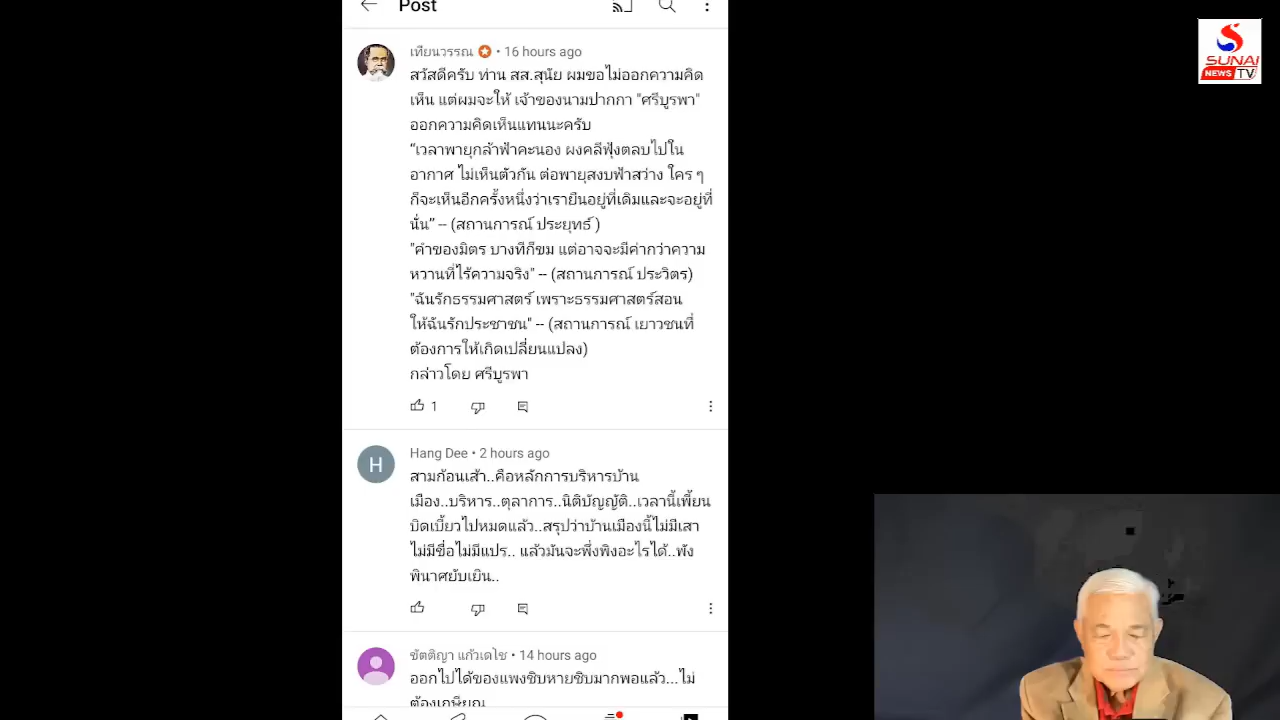 Post
SUNAI
NEWS TV
เทียนวรรณ • 16 hours ago
สวัสดีครับ ท่าน สส.สุนัย ผมขอไม่ออกความคิด
เห็น แต่ผมจะให้ เจ้าของนามปากกา "ศรีบูรพา"
ออกความคิดเห็นแทนนะครับ
“เวลาพายุกล้าฟ้าคะนอง ผงคลีฟุ้งตลบไปใน
อากาศ ไม่เห็นตัวกัน ต่อพายุสงบฟ้าสว่าง ใคร ๆ
ก็จะเห็นอีกครั้งหนึ่งว่าเรายืนอยู่ที่เดิมและจะอยู่ที่
นั่น” -- (สถานการณ์ ประยุทธ์ )
"คำของมิตร บางทีก็ขม แต่อาจจะมีค่ากว่าความ
หวานที่ไร้ความจริง" -- (สถานการณ์ ประวิตร)
"ฉันรักธรรมศาสตร์ เพราะธรรมศาสตร์สอน
ให้ฉันรักประชาชน" -- (สถานการณ์ เยาวชนที่
ต้องการให้เกิดเปลี่ยนแปลง)
กล่าวโดย ศรีบูรพา
1
H
Hang Dee • 2 hours ago
สามก้อนเส้า..คือหลักการบริหารบ้าน
เมือง..บริหาร..ตุลาการ..นิติบัญญัติ..เวลานี้เพี้ยน
บิดเบี้ยวไปหมดแล้ว..สรุปว่าบ้านเมืองนี้ไม่มีเสา
ไม่มีขื่อไม่มีแปร.. แล้วมันจะพึ่งพิงอะไรได้..พัง
พินาศยับเยิน..
ขัตติญา แก้วเดไช • 14 hours ago
ออกไปได้ของแพงชิบหายชิบมากพอแล้ว...ไม่
ต้องเกษียณ